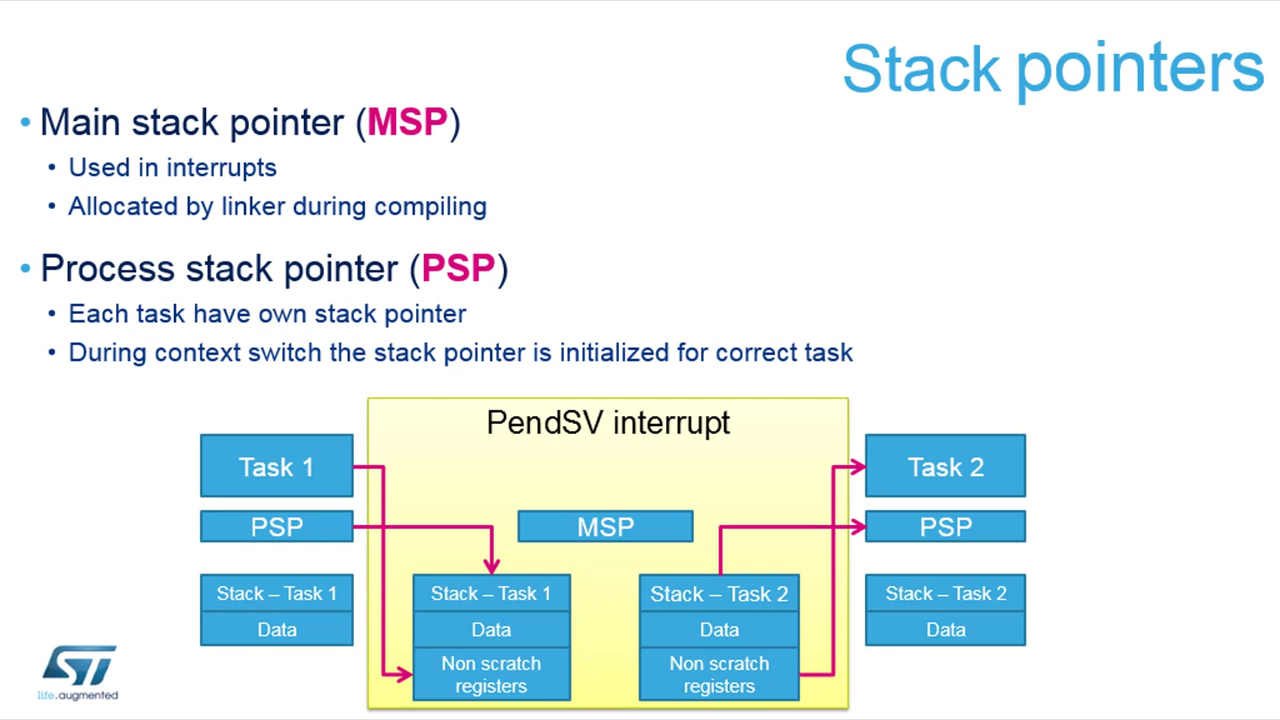 Stack pointers
• Main stack pointer (MSP)
• Used in interrupts
• Allocated by linker during compiling
• Process stack pointer (PSP)
• Each task have own stack pointer
• During context switch the stack pointer is initialized for correct task
PendSV interrupt
Task 1
Task 2
PSP
MSP
PSP
Stack – Task 1
Stack – Task 1
Stack – Task 2
Stack – Task 2
Data
Data
Data
Data
Non scratch
registers
Non scratch
registers
ST
life.augmented